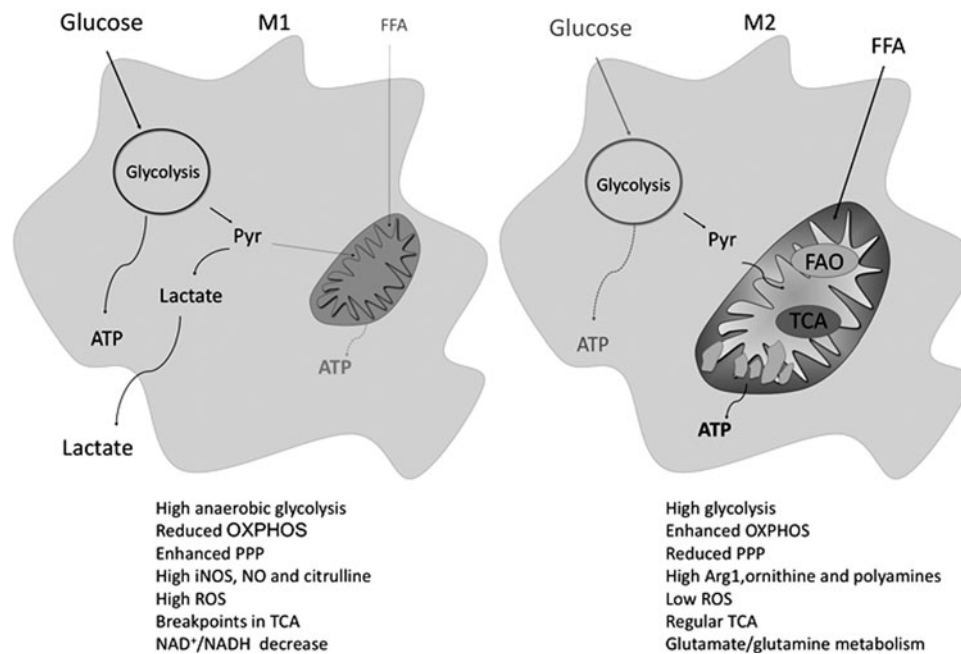 Glucose
M1
FFA
Glycolysis
Pyr
Lactate
ATP
ATP
Lactate
High anaerobic glycolysis
Reduced OXPHOS
Enhanced PPP
High iNOS, NO and citrulline
High ROS
Breakpoints in TCA
NAD⁺/NADH decrease
Glucose
M2
FFA
Glycolysis
Pyr
FAO
TCA
ATP
ATP
High glycolysis
Enhanced OXPHOS
Reduced PPP
High Arg1,ornithine and polyamines
Low ROS
Regular TCA
Glutamate/glutamine metabolism